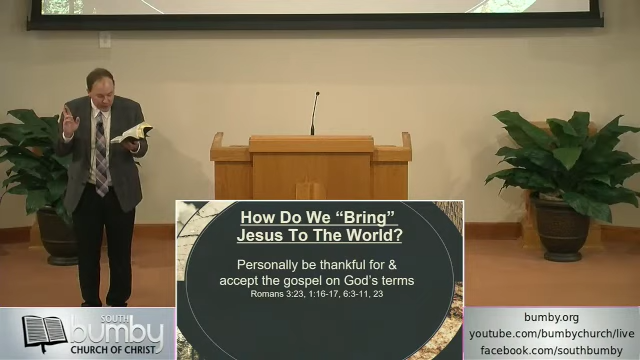 How Do We “Bring”
Jesus To The World?
Personally be thankful for &
accept the gospel on God's terms
Romans 3:23, 1:16-17, 6:3-11, 23
SOUTH
bumby
CHURCH OF CHRIST
bumby.org
youtube.com/bumbychurch/live
facebook.com/southbumby